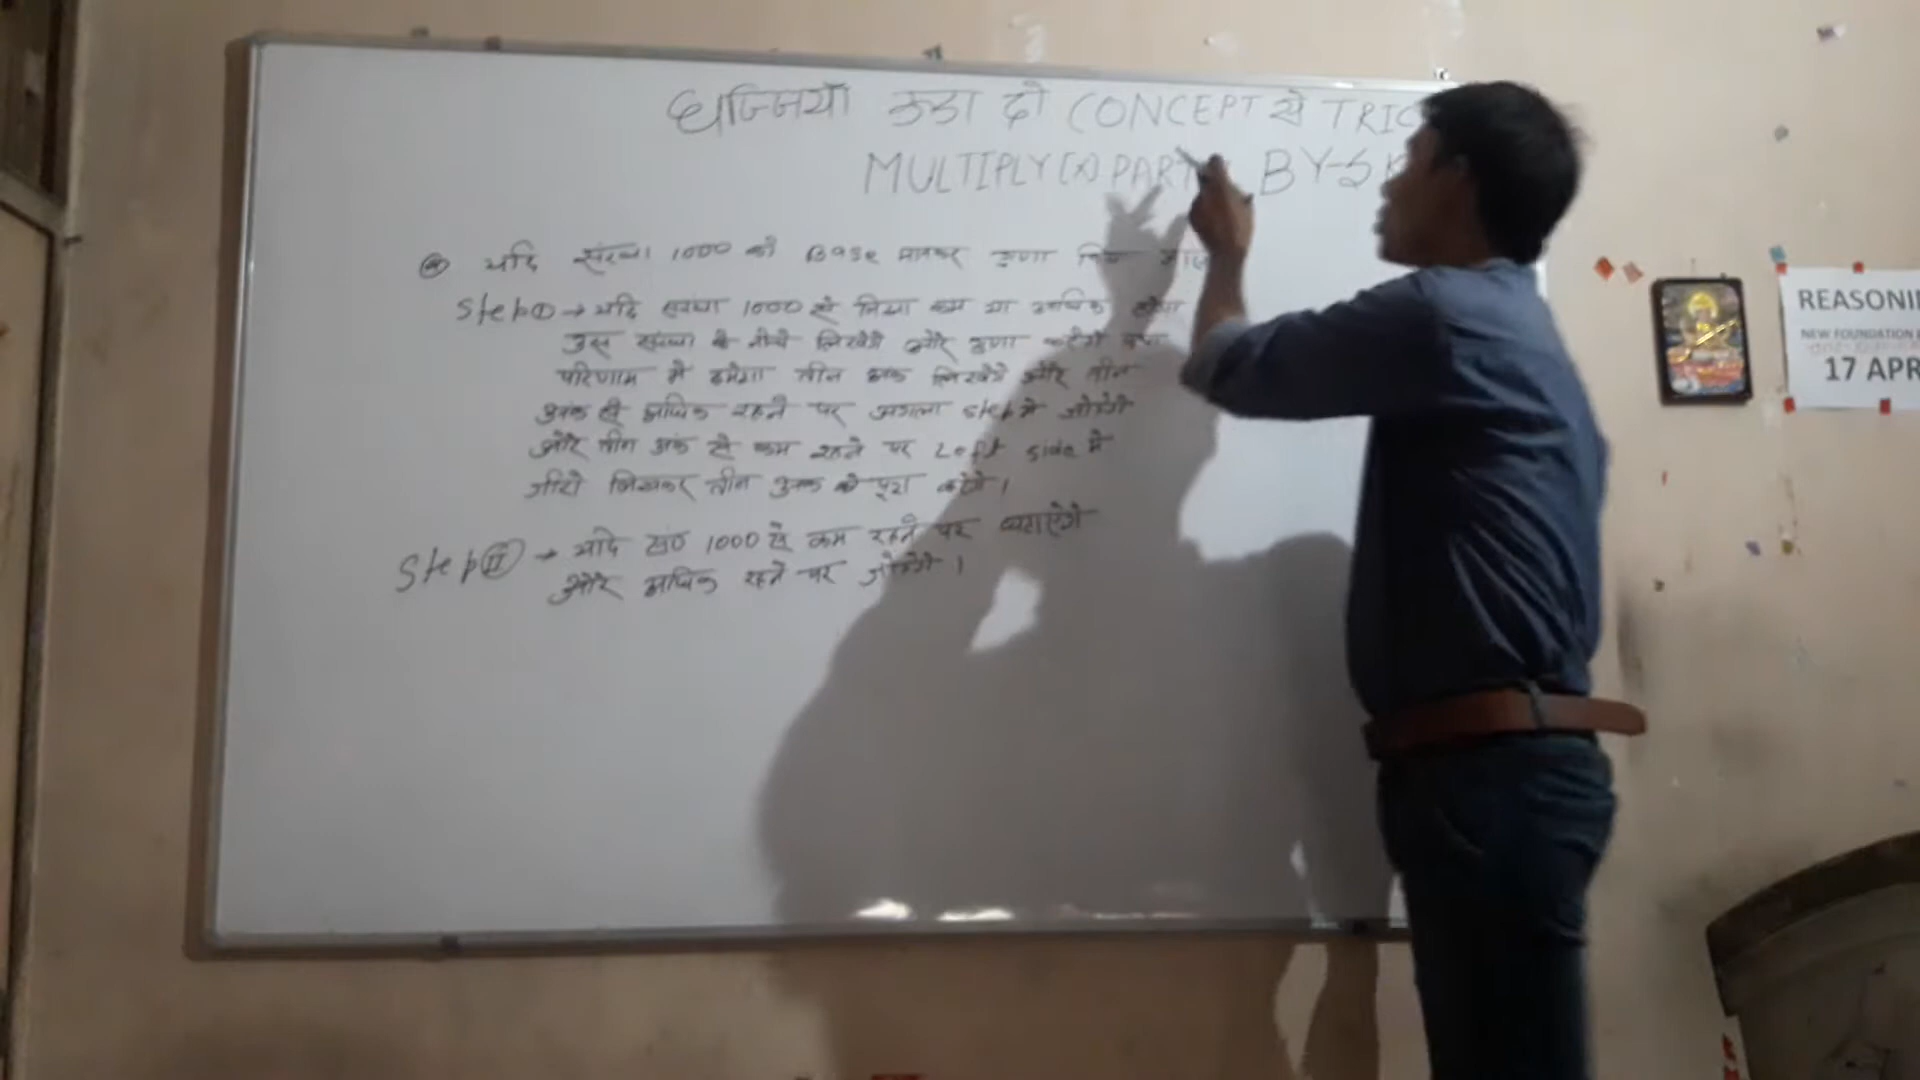 धज्जियाँ उडा दो CONCEPT से TRIC
MULTIPLY (x) PART BY-S
यदि संख्या 1000 को Base मानकर गुणा किया जाए
Step① → यदि संख्या 1000 से जितना कम या अधिक होगा
उस संख्या के नीचे लिखेंगे और गुणा करेंगे
परिणाम में हमेशा तीन अंक लिखेंगे और तीन
अंक से अधिक रहने पर अगला step में जोडेंगे
और तीन अंक से कम रहने पर Left side में
जीरो लिखकर तीन अंक को पूरा करेंगे।
Step② → यदि सं० 1000 से कम रहने पर घटाएंगे
और अधिक रहने पर जोडेंगे।
REASONI
NEW FOUNDATION
17 APR